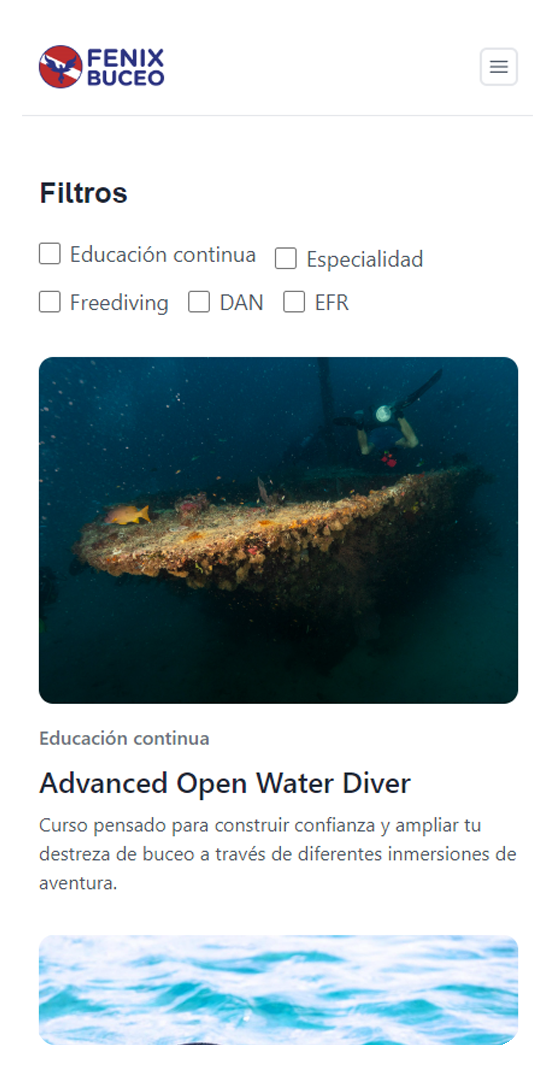 FENIX
BUCEO
Filtros
Educación continua Especialidad
Freediving DAN EFR
Educación continua
Advanced Open Water Diver
Curso pensado para construir confianza y ampliar tu
destreza de buceo a través de diferentes inmersiones de
aventura.